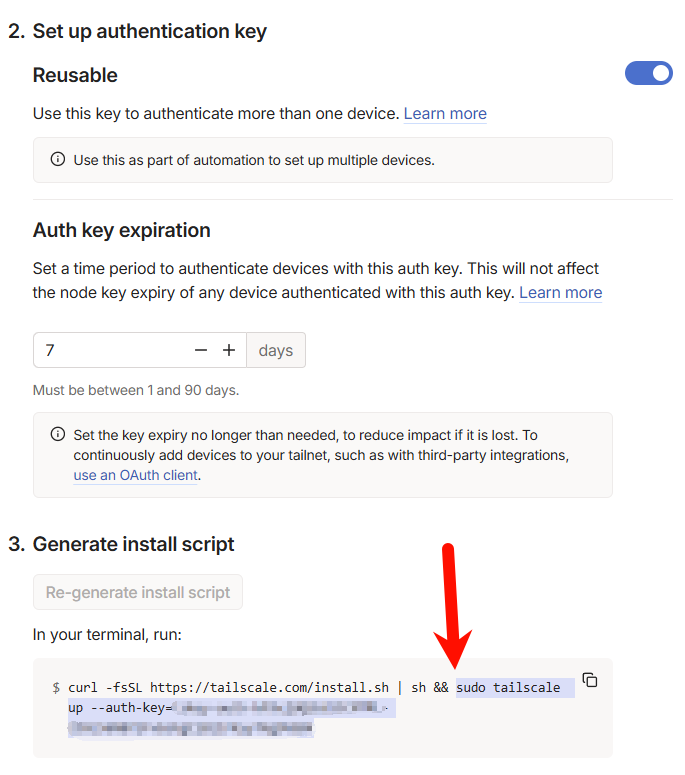 2. Set up authentication key
Reusable
Use this key to authenticate more than one device. Learn more
Use this as part of automation to set up multiple devices.
Auth key expiration
Set a time period to authenticate devices with this auth key. This will not affect
the node key expiry of any device authenticated with this auth key. Learn more
7 − + days
Must be between 1 and 90 days.
Set the key expiry no longer than needed, to reduce impact if it is lost. To
continuously add devices to your tailnet, such as with third-party integrations,
use an OAuth client.
3. Generate install script
Re-generate install script
In your terminal, run:
$ curl -fsSL https://tailscale.com/install.sh | sh && sudo tailscale
up --auth-key=